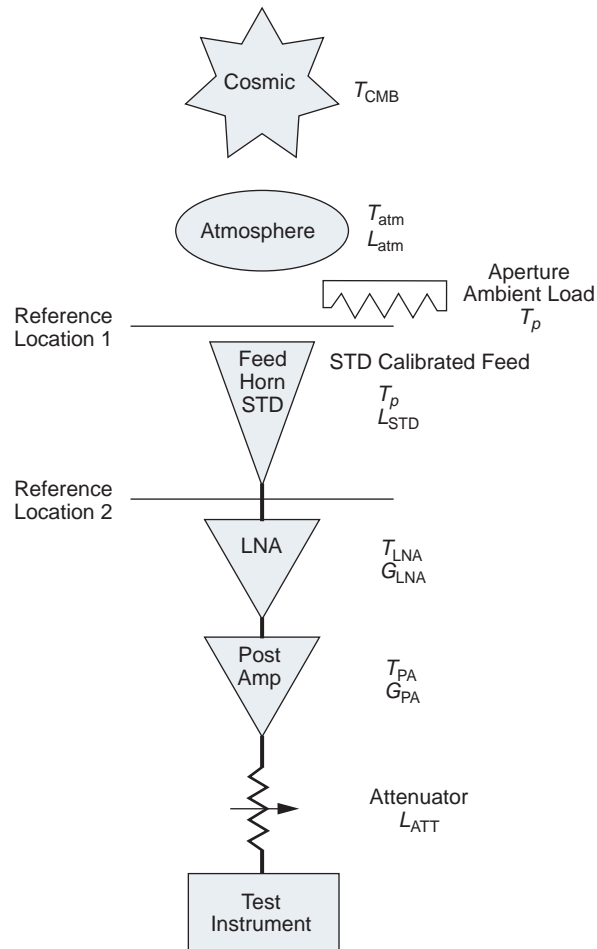 Cosmic
T_CMB
Atmosphere
T_atm
L_atm
Aperture
Ambient Load
T_p
Reference
Location 1
Feed
Horn
STD
STD Calibrated Feed
T_p
L_STD
Reference
Location 2
LNA
T_LNA
G_LNA
Post
Amp
T_PA
G_PA
Attenuator
L_ATT
Test
Instrument